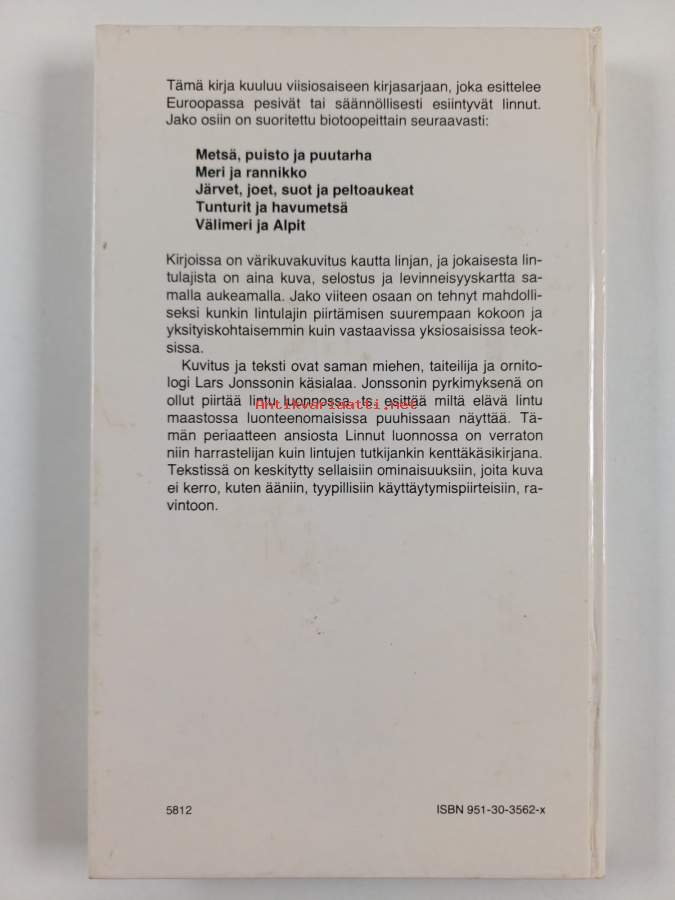 Tämä kirja kuuluu viisiosaiseen kirjasarjaan, joka esittelee
Euroopassa pesivät tai säännöllisesti esiintyvät linnut.
Jako osiin on suoritettu biotoopeittain seuraavasti:
Metsä, puisto ja puutarha
Meri ja rannikko
Järvet, joet, suot ja peltoaukeat
Tunturit ja havumetsä
Välimeri ja Alpit
Kirjoissa on värikuvakuvitus kautta linjan, ja jokaisesta lin-
tulajista on aina kuva, selostus ja levinneisyyskartta sa-
malla aukeamalla. Jako viiteen osaan on tehnyt mahdolli-
seksi kunkin lintulajin piirtämisen suurempaan kokoon ja
yksityiskohtaisemmin kuin vastaavissa yksiosaisissa teok-
sissa.
Kuvitus ja teksti ovat saman miehen, taiteilija ja ornito-
logi Lars Jonssonin käsialaa. Jonssonin pyrkimyksenä on
ollut piirtää lintu luonnossa, ts. esittää miltä elävä lintu
Antikvariaatti.net
maastossa luonteenomaisissa puuhissaan näyttää. Tä-
män periaatteen ansiosta Linnut luonnossa on verraton
niin harrastelijan kuin lintujen tutkijankin kenttäkäsikirjana.
Tekstissä on keskitytty sellaisiin ominaisuuksiin, joita kuva
ei kerro, kuten ääniin, tyypillisiin käyttäytymispiirteisiin, ra-
vintoon.
5812
ISBN 951-30-3562-x